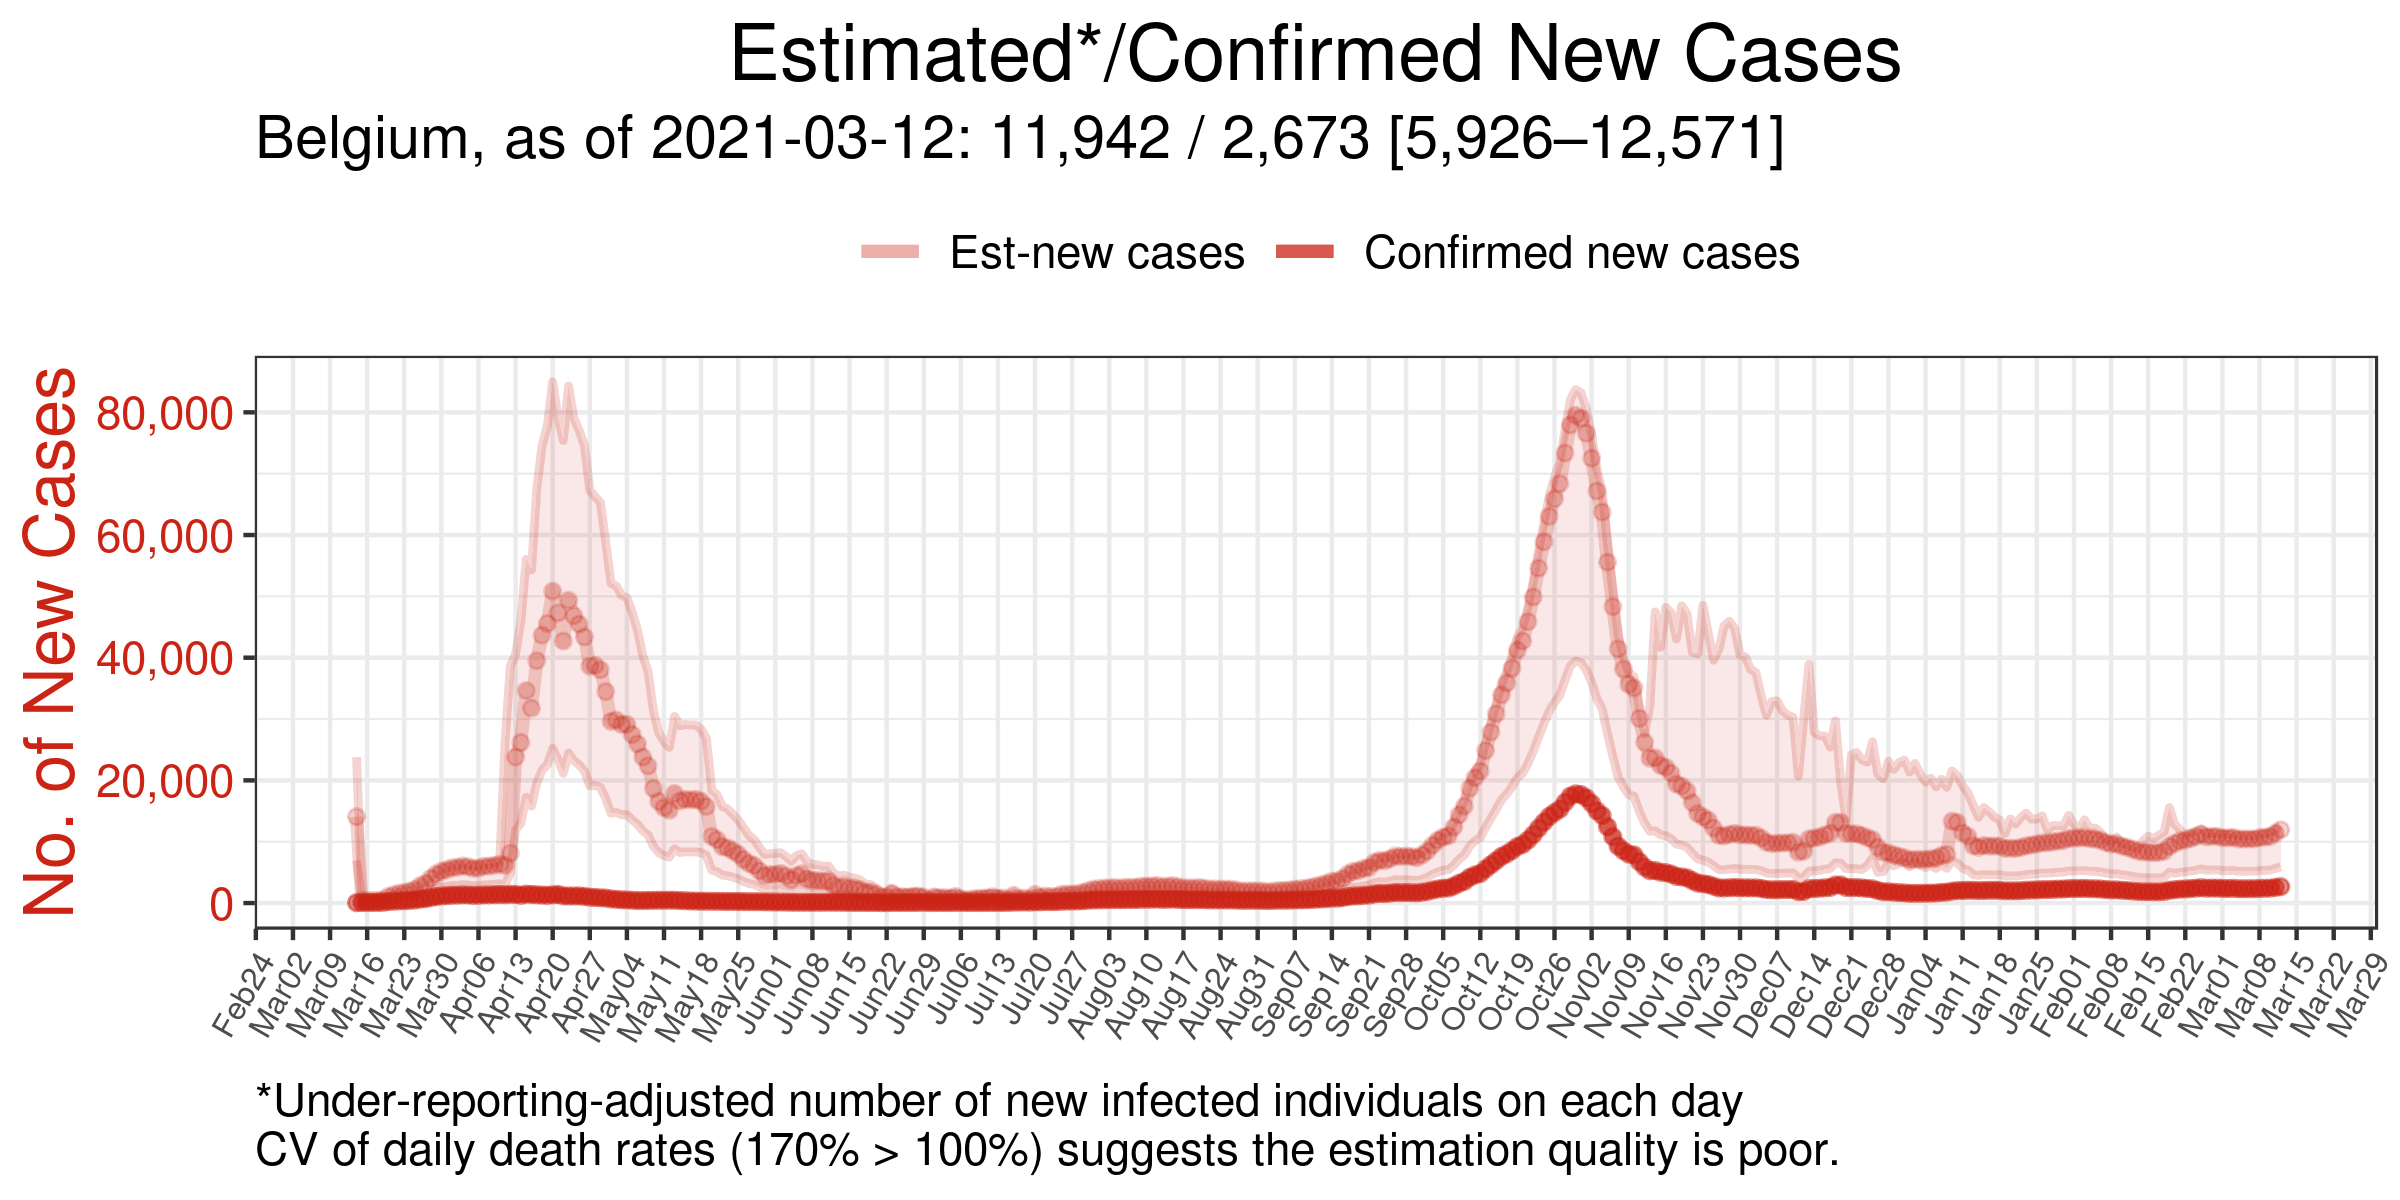 Estimated*/Confirmed New Cases
Belgium, as of 2021-03-12: 11,942 / 2,673 [5,926–12,571]
Est-new cases
Confirmed new cases
No. of New Cases
80,000
60,000
40,000
20,000
0
Feb24
Mar02
Mar09
Mar16
Mar23
Mar30
Apr06
Apr13
Apr20
Apr27
May04
May11
May18
May25
Jun01
Jun08
Jun15
Jun22
Jun29
Jul06
Jul13
Jul20
Jul27
Aug03
Aug10
Aug17
Aug24
Aug31
Sep07
Sep14
Sep21
Sep28
Oct05
Oct12
Oct19
Oct26
Nov02
Nov09
Nov16
Nov23
Nov30
Dec07
Dec14
Dec21
Dec28
Jan04
Jan11
Jan18
Jan25
Feb01
Feb08
Feb15
Feb22
Mar01
Mar08
Mar15
Mar22
Mar29
*Under-reporting-adjusted number of new infected individuals on each day
CV of daily death rates (170% > 100%) suggests the estimation quality is poor.